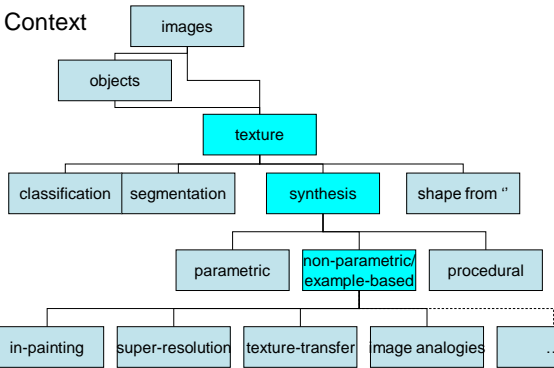 Context
images
objects
texture
classification
segmentation
synthesis
shape from ‘’
parametric
non-parametric/
example-based
procedural
in-painting
super-resolution
texture-transfer
image analogies
…